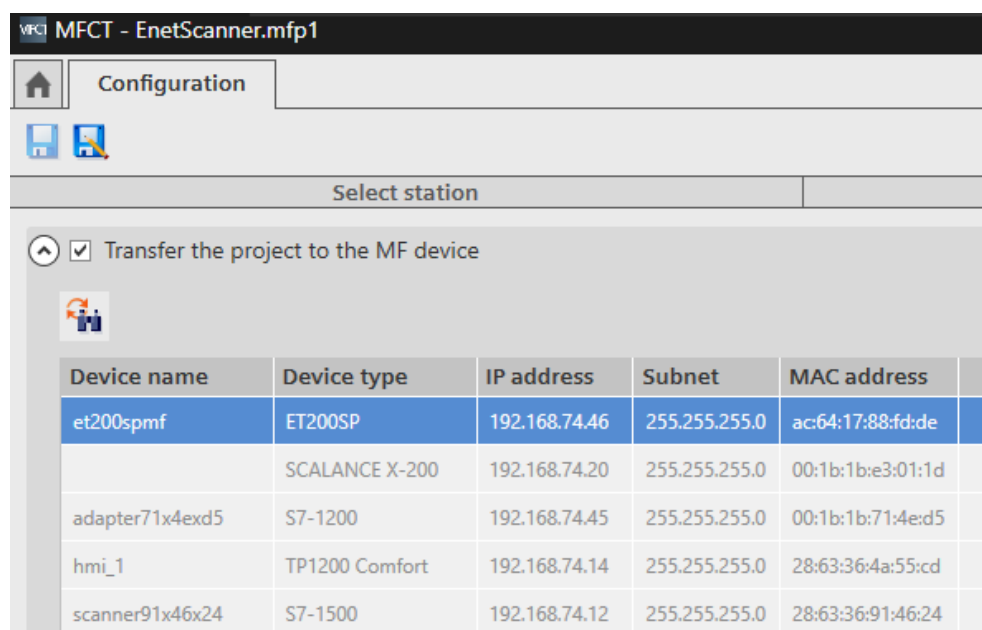 MFCT MFCT - EnetScanner.mfp1
Configuration
Select station
Transfer the project to the MF device
Device name Device type IP address Subnet MAC address
et200spmf ET200SP 192.168.74.46 255.255.255.0 ac:64:17:88:fd:de
SCALANCE X-200 192.168.74.20 255.255.255.0 00:1b:1b:e3:01:1d
adapter71x4exd5 S7-1200 192.168.74.45 255.255.255.0 00:1b:1b:71:4e:d5
hmi_1 TP1200 Comfort 192.168.74.14 255.255.255.0 28:63:36:4a:55:cd
scanner91x46x24 S7-1500 192.168.74.12 255.255.255.0 28:63:36:91:46:24